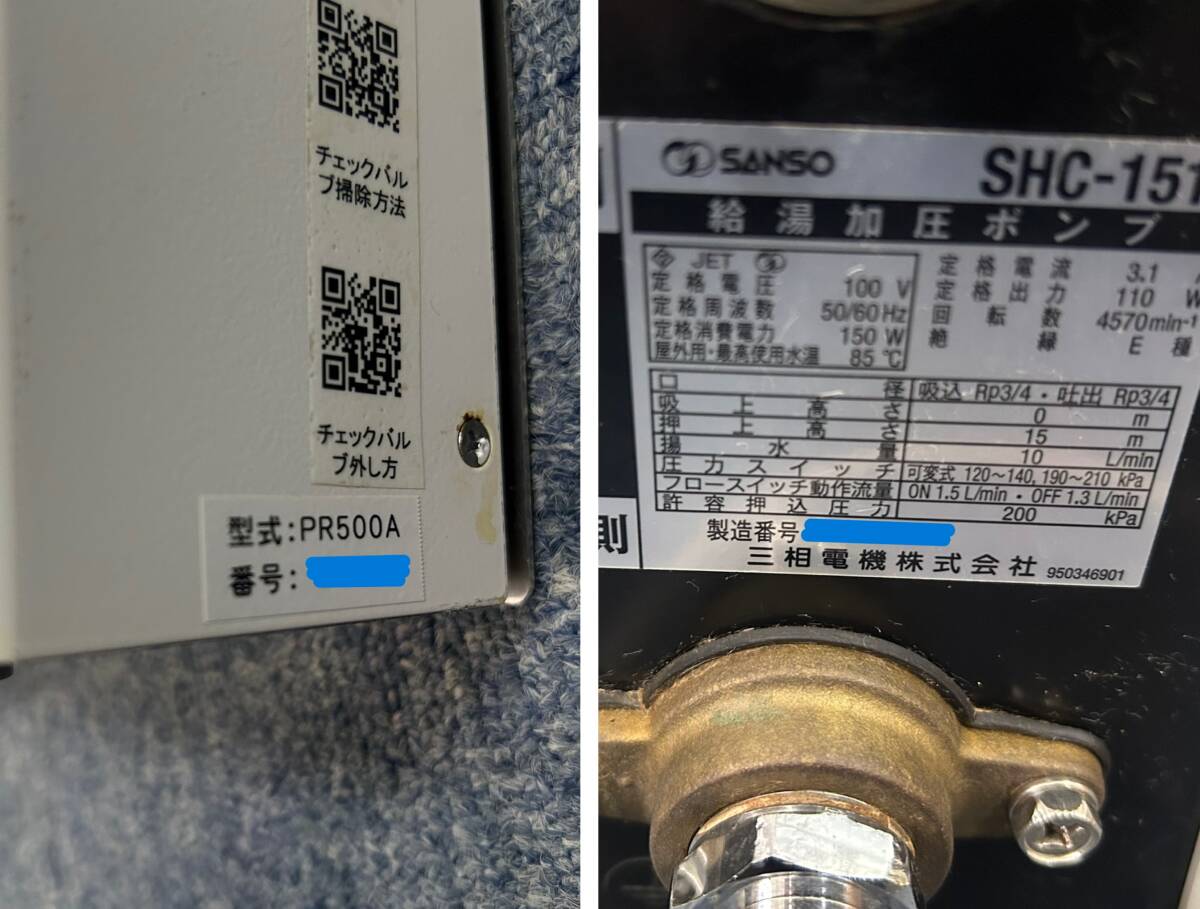 チェックバル
ブ掃除方法
チェックバル
ブ外し方
型式:PR500A
番号:
SANSO
SHC-151
給湯加圧ポンプ
JET
定格電圧 100 V
定格周波数 50/60Hz
定格消費電力 150 W
屋外用・最高使用水温 85 ℃
定格電流 3.1
定格出力 110 W
回転数 4570min-1
絶縁 E 種
口径 吸込 Rp3/4・吐出 Rp3/4
吸上高さ 0 m
押上高さ 15 m
揚水量 10 L/min
圧力スイッチ 可変式 120～140, 190～210 kPa
フロースイッチ動作流量 ON 1.5 L/min・OFF 1.3 L/min
許容押込圧力 200 kPa
製造番号
三相電機株式会社 950346901
則